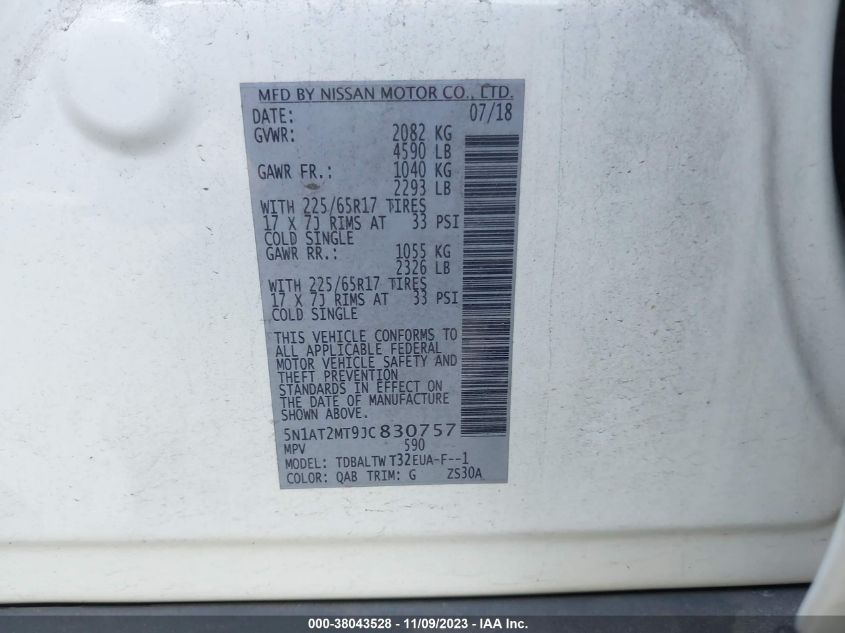 MFD BY NISSAN MOTOR CO., LTD.
DATE: 07/18
GVWR: 2082 KG
4590 LB
GAWR FR.: 1040 KG
2293 LB
WITH 225/65R17 TIRES
17 X 7J RIMS AT 33 PSI
COLD SINGLE
GAWR RR.: 1055 KG
2326 LB
WITH 225/65R17 TIRES
17 X 7J RIMS AT 33 PSI
COLD SINGLE
THIS VEHICLE CONFORMS TO
ALL APPLICABLE FEDERAL
MOTOR VEHICLE SAFETY AND
THEFT PREVENTION
STANDARDS IN EFFECT ON
THE DATE OF MANUFACTURE
SHOWN ABOVE.
5N1AT2MT9JC830757
MPV 590
MODEL: TDBALTW T32EUA-F--1
COLOR: QAB TRIM: G ZS30A
000-38043528 - 11/09/2023 - IAA Inc.